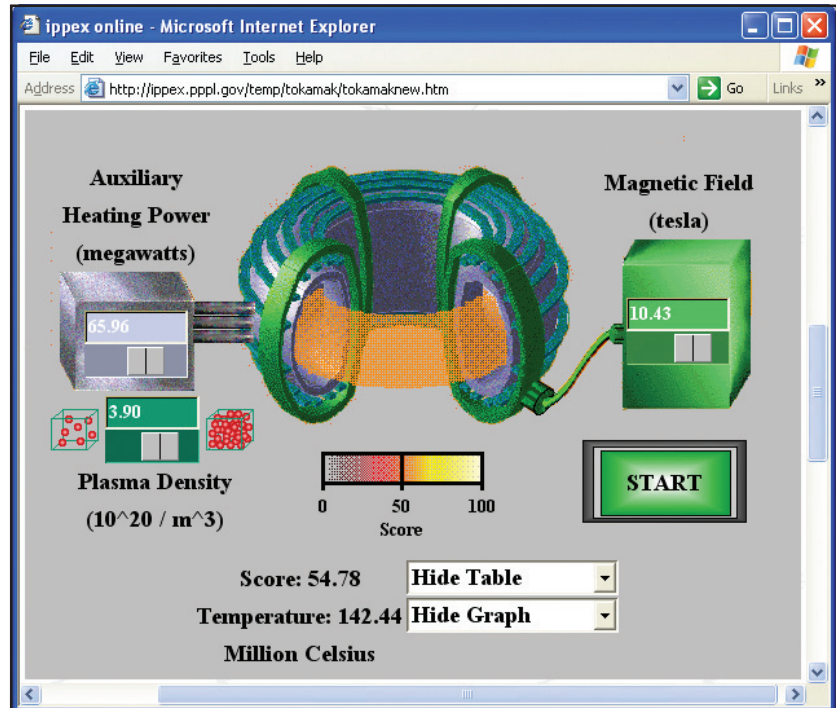 ippex online - Microsoft Internet Explorer
File Edit View Favorites Tools Help
Address http://ippex.pppl.gov/temp/tokamak/tokamaknew.htm Go Links »
Auxiliary
Heating Power
(megawatts)
65.96
Magnetic Field
(tesla)
10.43
3.90
Plasma Density
(10^20 / m^3)
0 50 100
Score
START
Score: 54.78 Hide Table
Temperature: 142.44 Hide Graph
Million Celsius